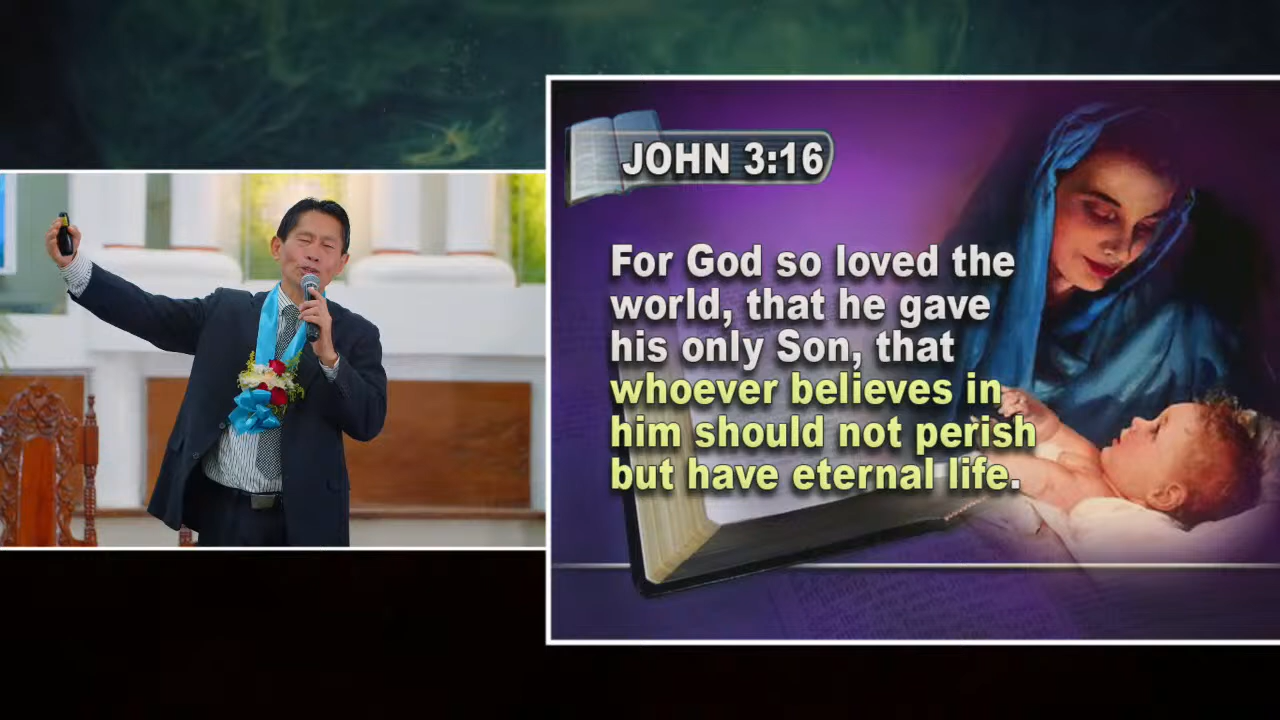 JOHN 3:16
For God so loved the
world, that he gave
his only Son, that
whoever believes in
him should not perish
but have eternal life.